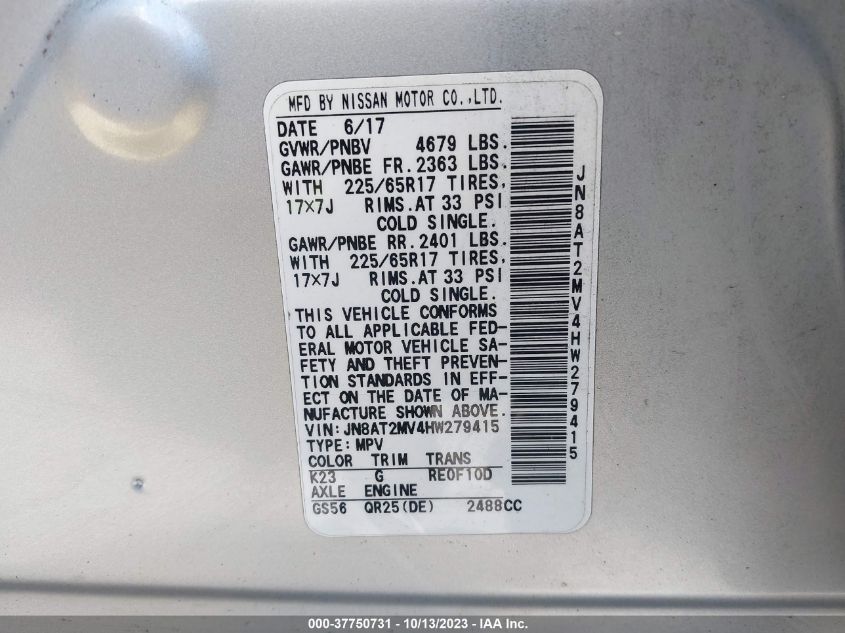 MFD BY NISSAN MOTOR CO.,LTD.
DATE 6/17
GVWR/PNBV 4679 LBS.
GAWR/PNBE FR.2363 LBS.
WITH 225/65R17 TIRES,
17×7J RIMS.AT 33 PSI
COLD SINGLE.
GAWR/PNBE RR.2401 LBS.
WITH 225/65R17 TIRES,
17×7J RIMS.AT 33 PSI
COLD SINGLE.
THIS VEHICLE CONFORMS
TO ALL APPLICABLE FED-
ERAL MOTOR VEHICLE SA-
FETY AND THEFT PREVEN-
TION STANDARDS IN EFF-
ECT ON THE DATE OF MA-
NUFACTURE SHOWN ABOVE.
VIN:JN8AT2MV4HW279415
TYPE:MPV
COLOR TRIM TRANS
K23 G RE0F10D
AXLE ENGINE
GS56 QR25(DE) 2488CC
JN8AT2MV4HW279415
000-37750731 - 10/13/2023 - IAA Inc.